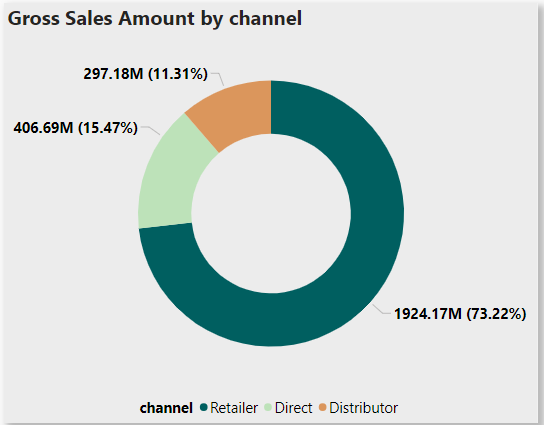 Gross Sales Amount by channel
297.18M (11.31%)
406.69M (15.47%)
1924.17M (73.22%)
channel Retailer Direct Distributor